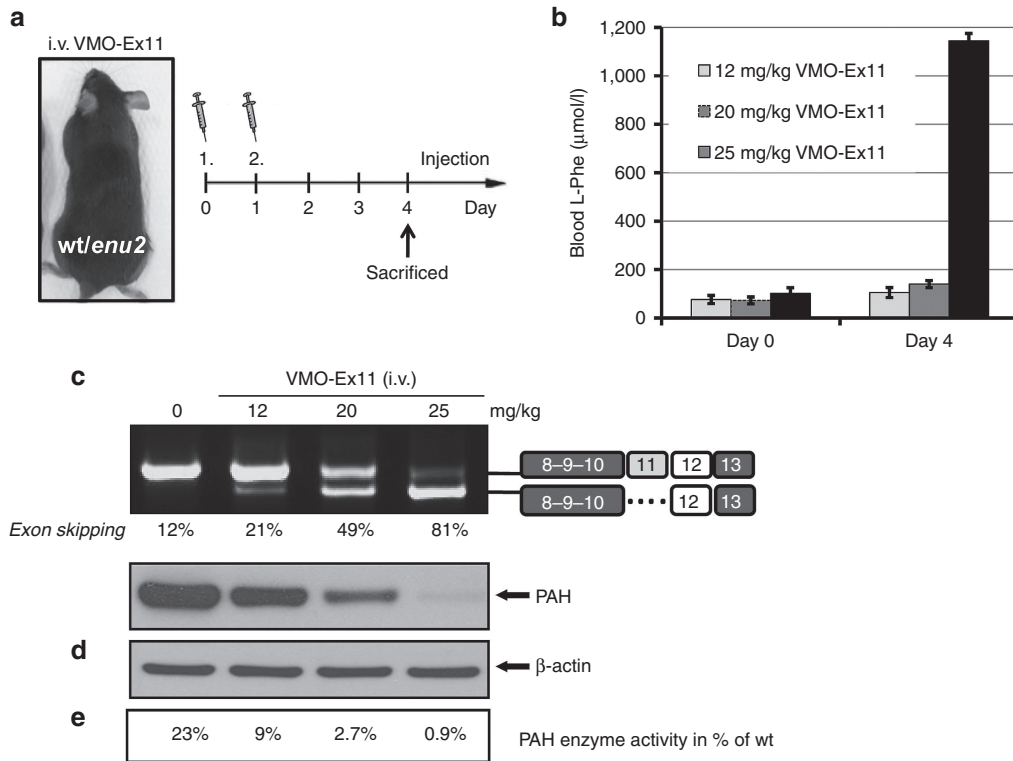 a
i.v. VMO-Ex11
wt/enu2
1. 2. Injection
0 1 2 3 4 Day
Sacrificed
b
Blood L-Phe (μmol/l)
1,200
1,000
800
600
400
200
0
12 mg/kg VMO-Ex11
20 mg/kg VMO-Ex11
25 mg/kg VMO-Ex11
Day 0 Day 4
c
VMO-Ex11 (i.v.)
0 12 20 25 mg/kg
8–9–10 11 12 13
8–9–10 12 13
Exon skipping 12% 21% 49% 81%
PAH
d
β-actin
e
23% 9% 2.7% 0.9% PAH enzyme activity in % of wt